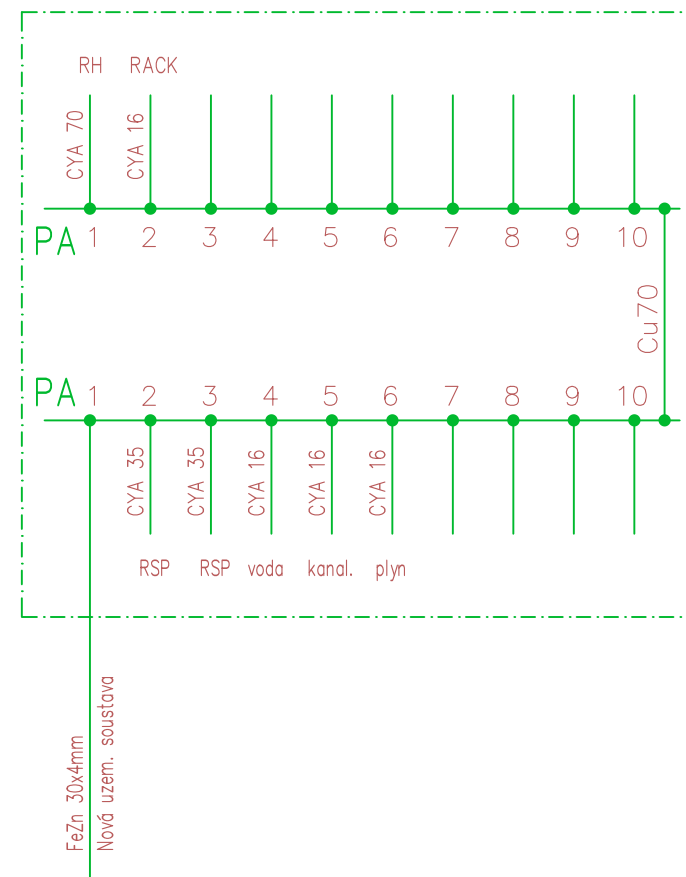 RH RACK
CYA 70 CYA 16
PA 1 2 3 4 5 6 7 8 9 10
Cu70
PA 1 2 3 4 5 6 7 8 9 10
CYA 35 CYA 35 CYA 16 CYA 16 CYA 16
RSP RSP voda kanal. plyn
FeZn 30x4mm
Nová uzem. soustava